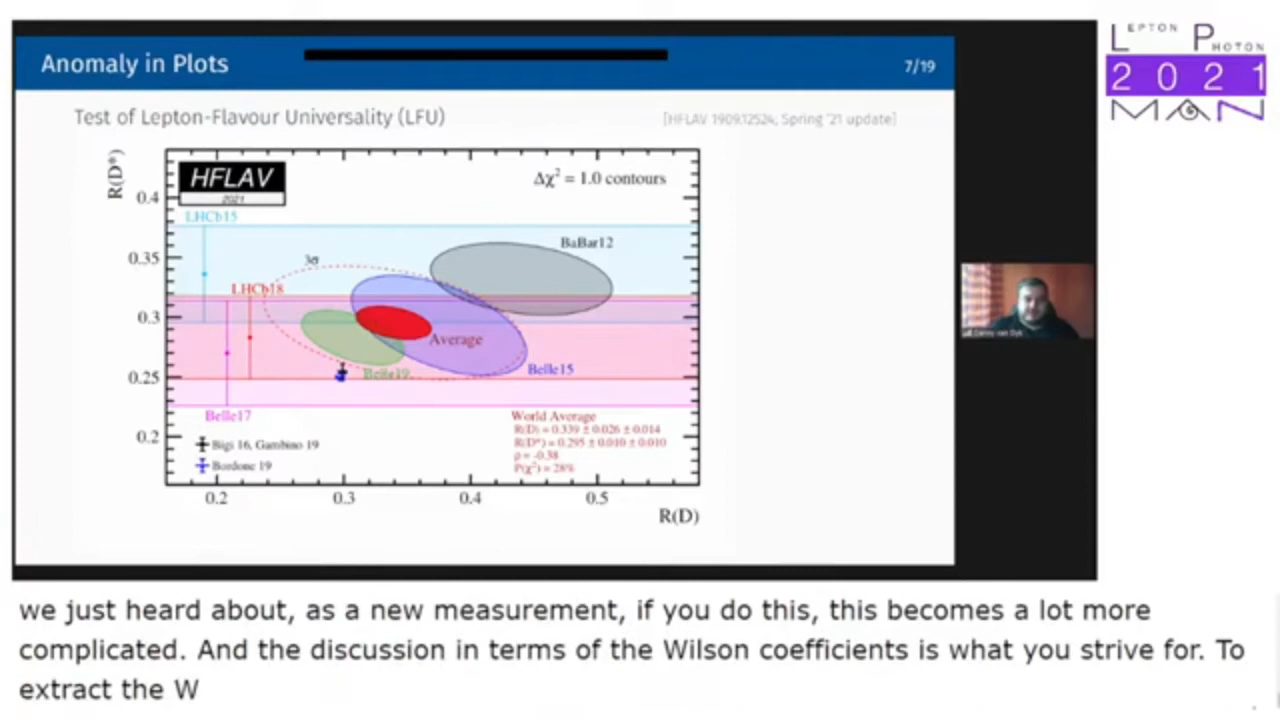 Anomaly in Plots
7/19
Test of Lepton-Flavour Universality (LFU)
[HFLAV 1909.12524, Spring '21 update]
R(D*)
HFLAV
2021
Δχ² = 1.0 contours
0.4
LHCb15
BaBar12
0.35
3σ
LHCb18
0.3
Average
Belle19
Belle15
0.25
Belle17
World Average
R(D) = 0.339 ± 0.026 ± 0.014
R(D*) = 0.295 ± 0.010 ± 0.010
ρ = -0.38
P(χ²) = 28%
0.2
Bigi 16, Gambino 19
Bordone 19
0.2 0.3 0.4 0.5
R(D)
LEPTON PHOTON
2021
MAN
we just heard about, as a new measurement, if you do this, this becomes a lot more
complicated. And the discussion in terms of the Wilson coefficients is what you strive for. To
extract the W